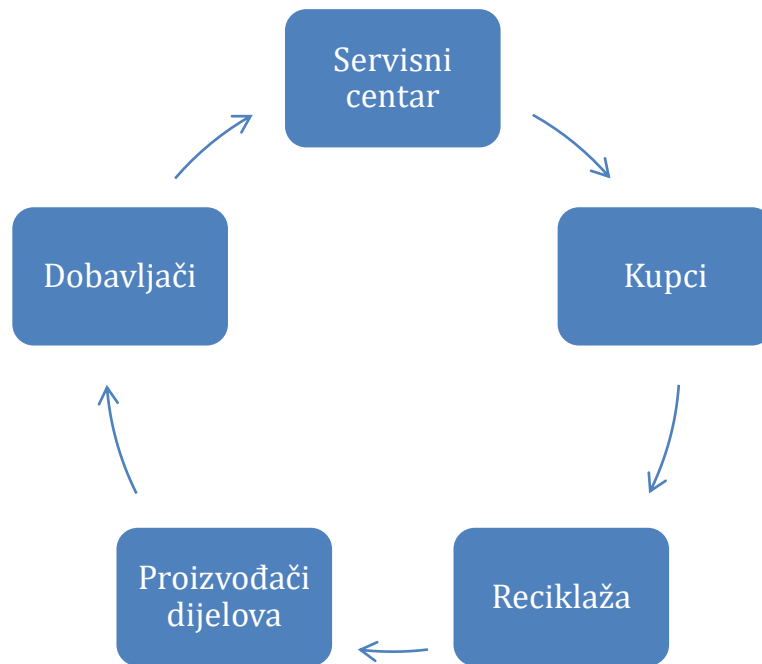 Servisni
centar
Dobavljači
Kupci
Proizvođači
dijelova
Reciklaža